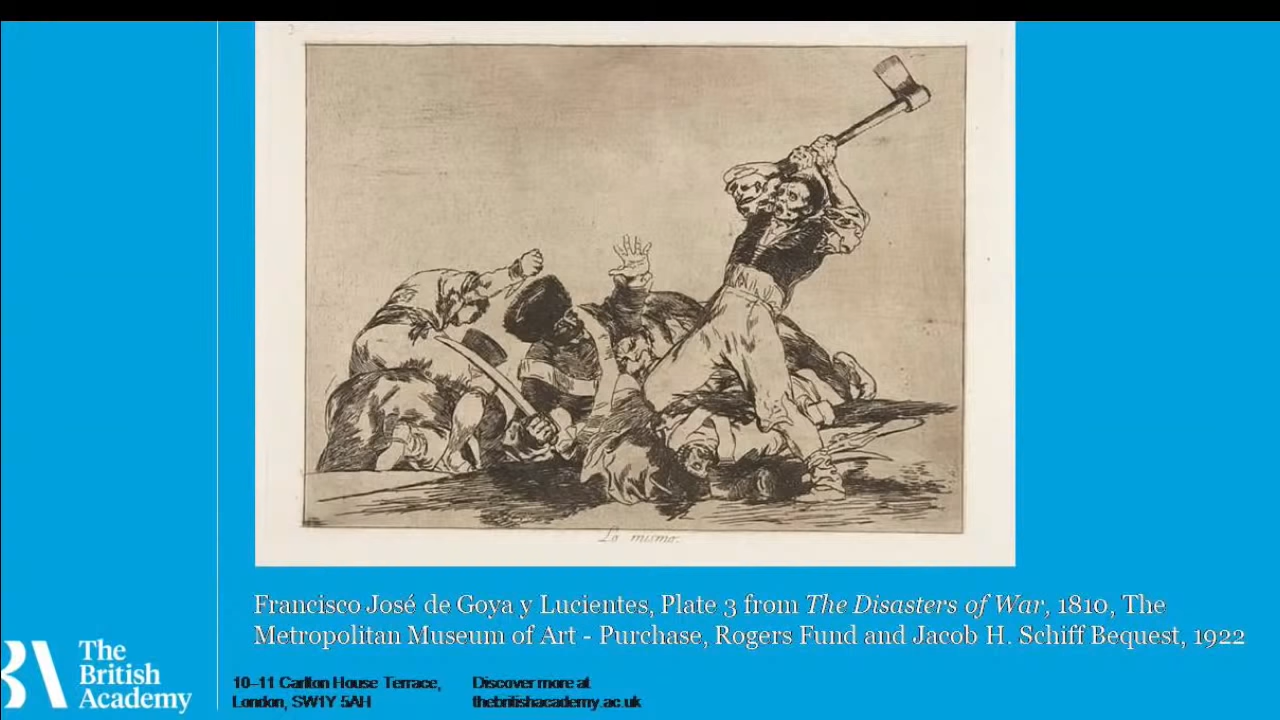 Lo mismo.
Francisco José de Goya y Lucientes, Plate 3 from The Disasters of War, 1810, The
Metropolitan Museum of Art - Purchase, Rogers Fund and Jacob H. Schiff Bequest, 1922
The
British
Academy
10–11 Carlton House Terrace,
London, SW1Y 5AH
Discover more at
thebritishacademy.ac.uk